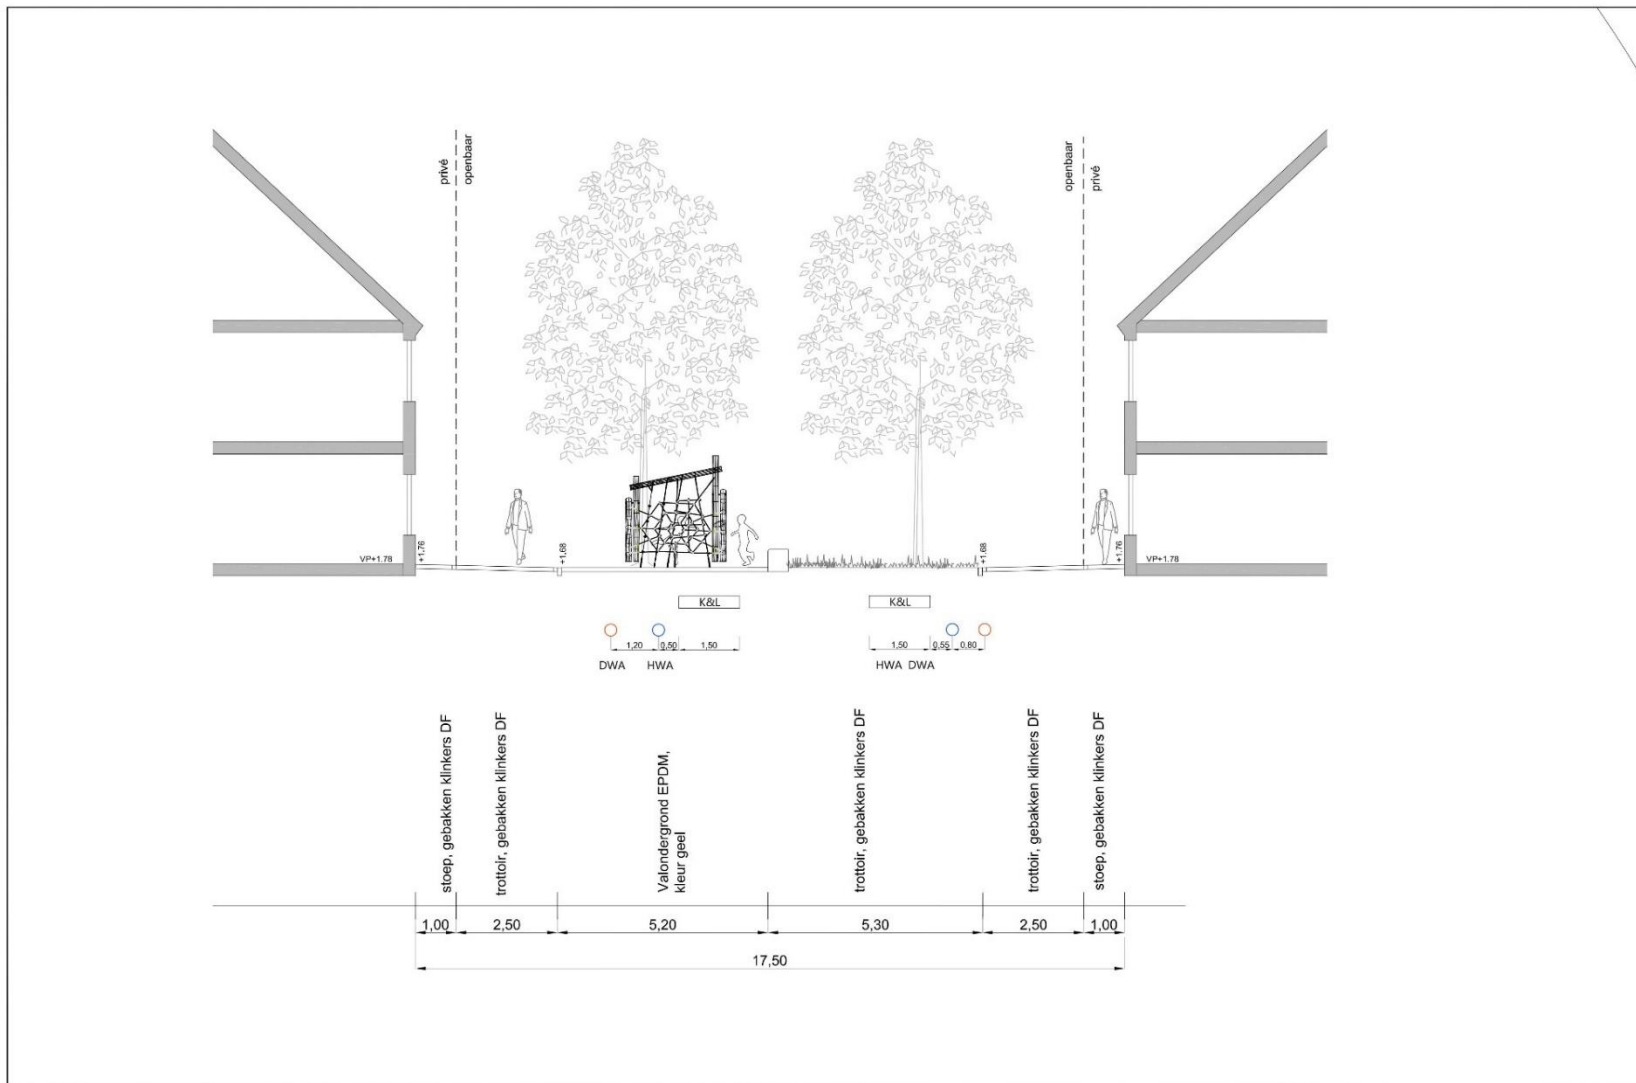 privé
openbaar
openbaar
privé
VP+1.78
+1,76
+1,68
+1,68
+1,76
VP+1.78
K&L
K&L
1,20
0,50
1,50
1,50
0,55
0,80
DWA
HWA
HWA
DWA
stoep, gebakken klinkers DF
trottoir, gebakken klinkers DF
Valondergrond EPDM,
kleur geel
trottoir, gebakken klinkers DF
trottoir, gebakken klinkers DF
stoep, gebakken klinkers DF
1,00
2,50
5,20
5,30
2,50
1,00
17,50